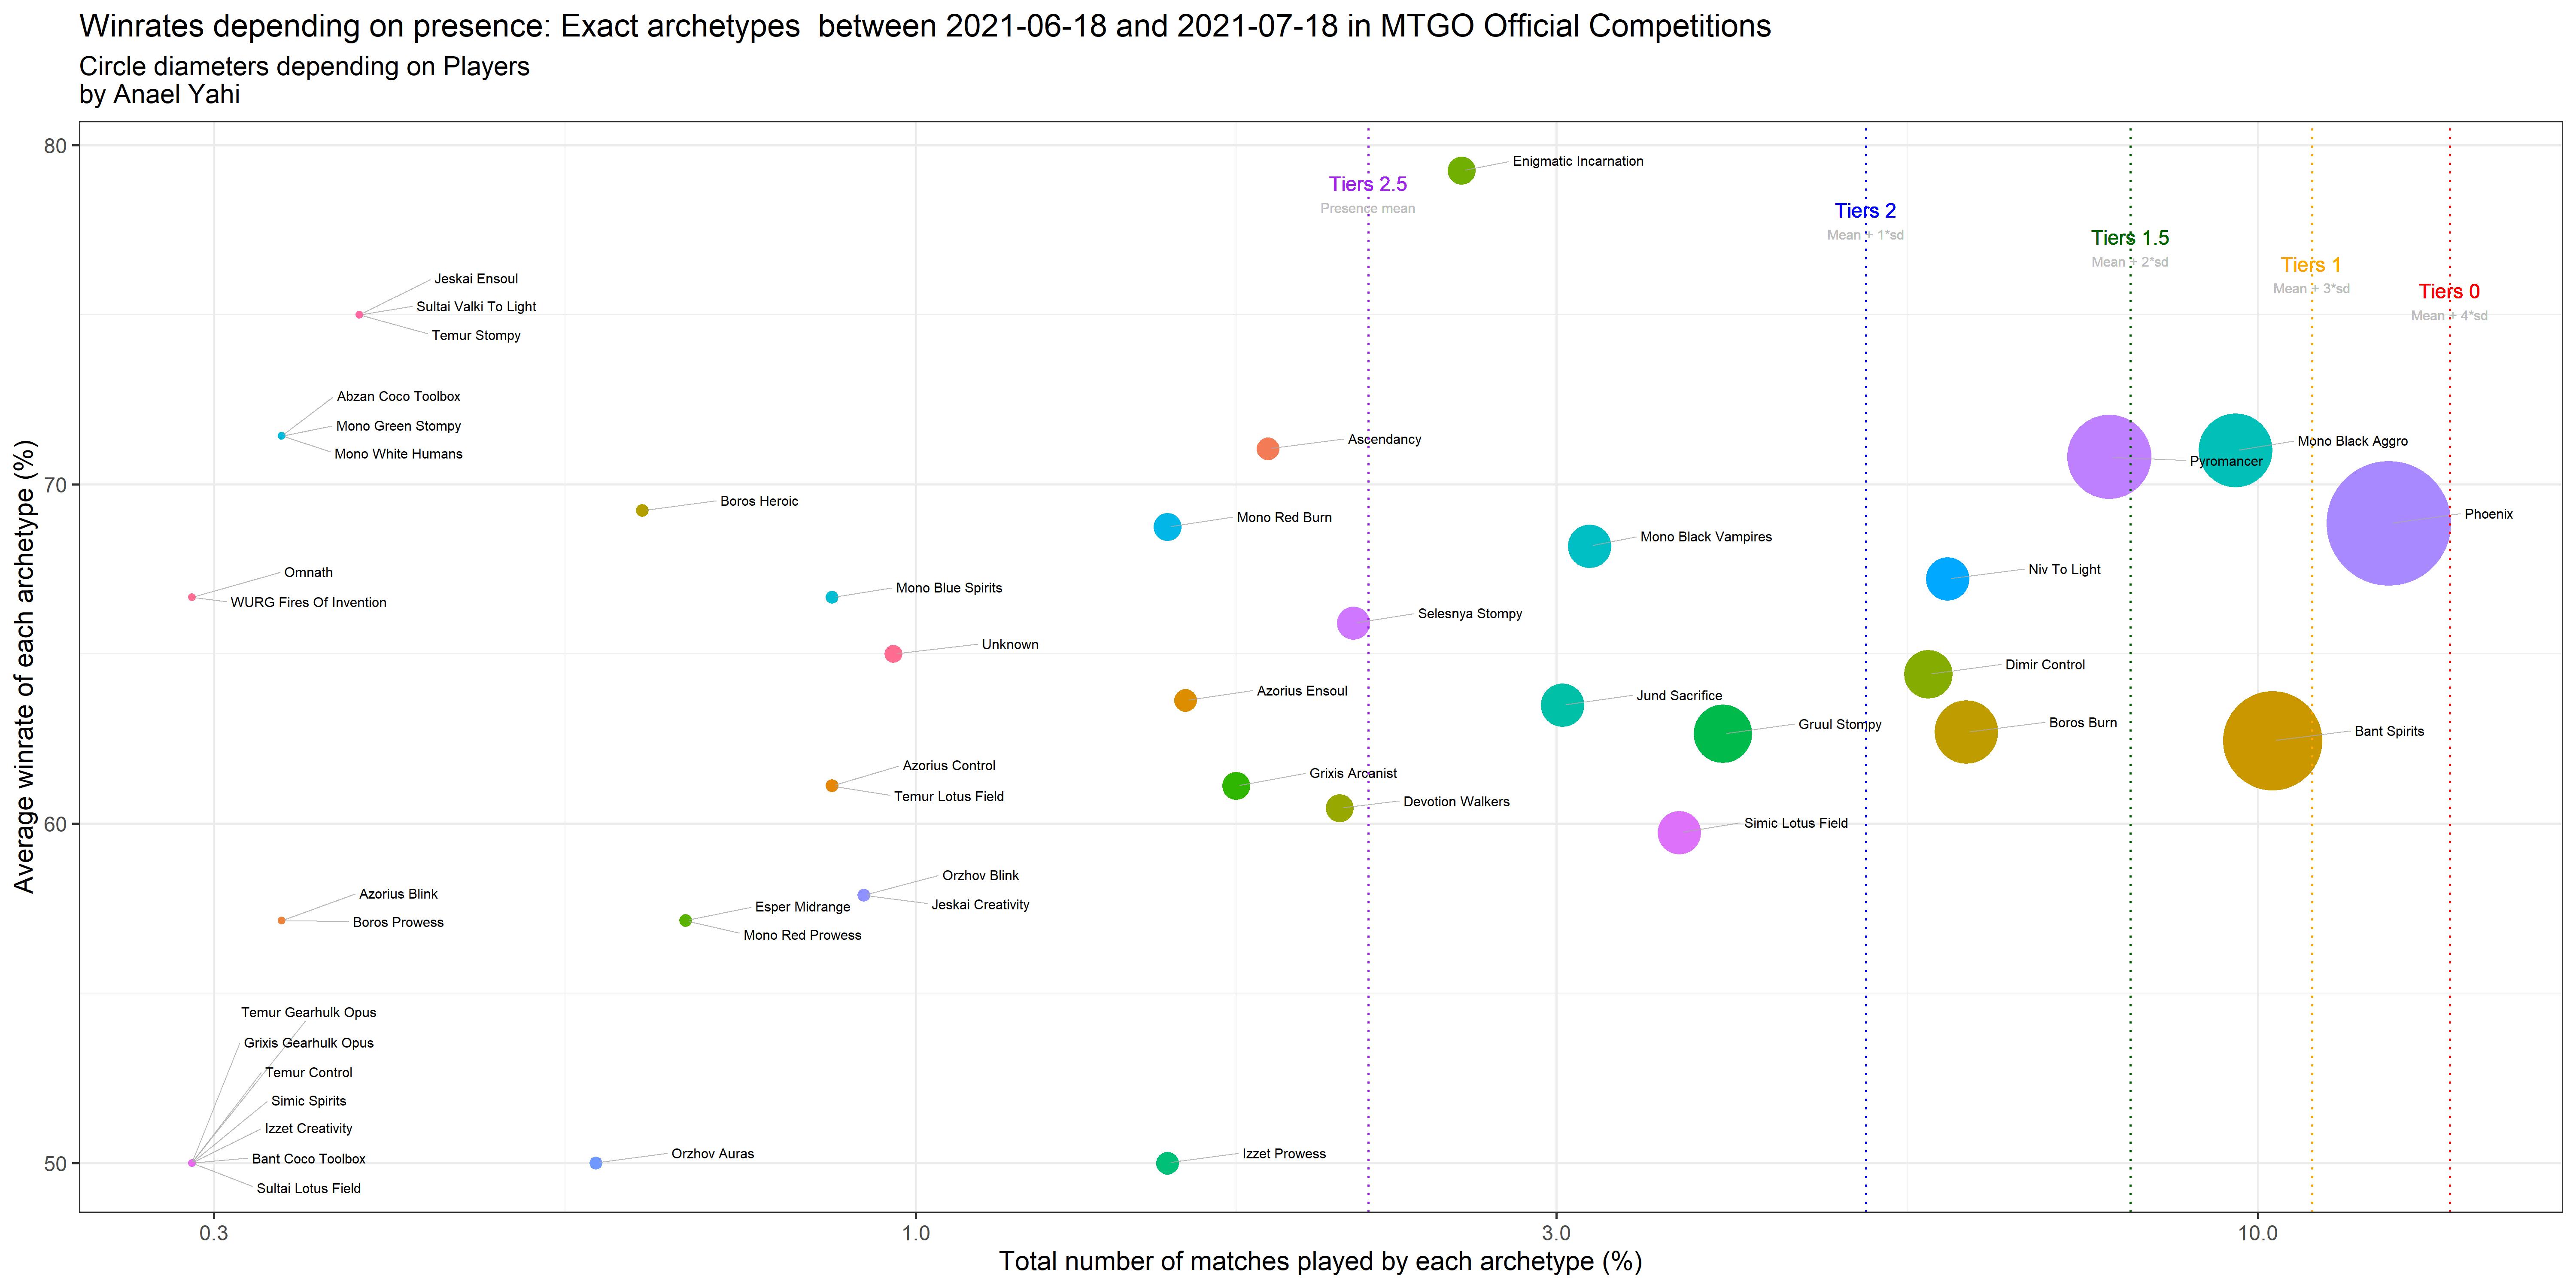 Winrates depending on presence: Exact archetypes  between 2021-06-18 and 2021-07-18 in MTGO Official Competitions
Circle diameters depending on Players
by Anael Yahi
Average winrate of each archetype (%)
80
70
60
50
Enigmatic Incarnation
Tiers 2.5
Presence mean
Tiers 2
Mean + 1*sd
Tiers 1.5
Mean + 2*sd
Tiers 1
Mean + 3*sd
Tiers 0
Mean + 4*sd
Jeskai Ensoul
Sultai Valki To Light
Temur Stompy
Abzan Coco Toolbox
Mono Green Stompy
Mono White Humans
Ascendancy
Mono Black Aggro
Pyromancer
Boros Heroic
Mono Red Burn
Phoenix
Mono Black Vampires
Omnath
WURG Fires Of Invention
Mono Blue Spirits
Niv To Light
Selesnya Stompy
Unknown
Dimir Control
Azorius Ensoul
Jund Sacrifice
Gruul Stompy
Boros Burn
Bant Spirits
Azorius Control
Temur Lotus Field
Grixis Arcanist
Devotion Walkers
Simic Lotus Field
Orzhov Blink
Jeskai Creativity
Azorius Blink
Boros Prowess
Esper Midrange
Mono Red Prowess
Temur Gearhulk Opus
Grixis Gearhulk Opus
Temur Control
Simic Spirits
Izzet Creativity
Bant Coco Toolbox
Sultai Lotus Field
Orzhov Auras
Izzet Prowess
0.3
1.0
3.0
10.0
Total number of matches played by each archetype (%)